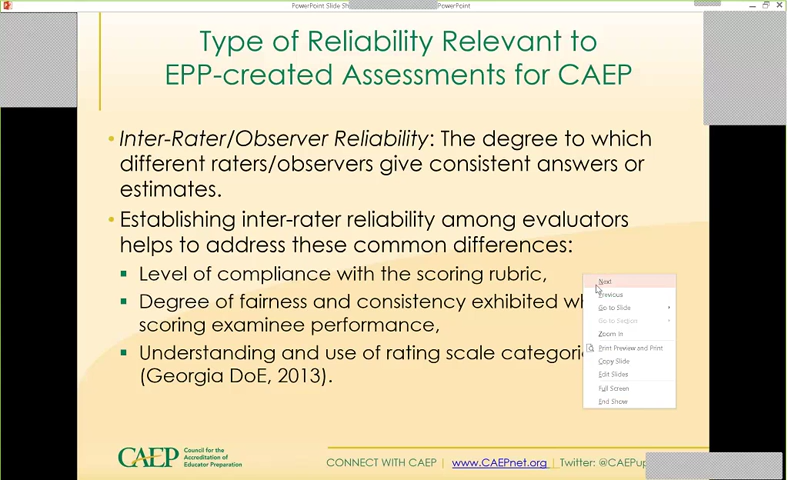 PowerPoint Slide Sh
PowerPoint
Type of Reliability Relevant to
EPP-created Assessments for CAEP
• Inter-Rater/Observer Reliability: The degree to which
different raters/observers give consistent answers or
estimates.
• Establishing inter-rater reliability among evaluators
helps to address these common differences:
Level of compliance with the scoring rubric,
Degree of fairness and consistency exhibited wh
scoring examinee performance,
Understanding and use of rating scale categori
(Georgia DoE, 2013).
Next
Previous
Go to Slide
Go to Section
Zoom In
Print Preview and Print
Copy Slide
Edit Slides
Full Screen
End Show
CAEP
Council for the
Accreditation of
Educator Preparation
CONNECT WITH CAEP | www.CAEPnet.org | Twitter: @CAEPup